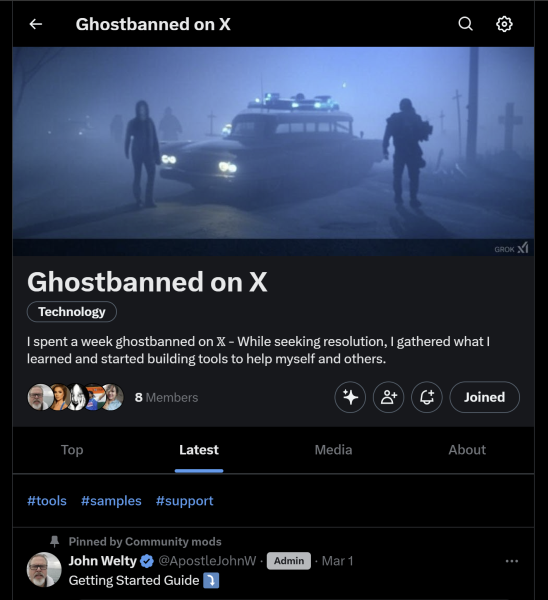 Ghostbanned on X
GROK
Ghostbanned on X
Technology
I spent a week ghostbanned on 𝕏 - While seeking resolution, I gathered what I
learned and started building tools to help myself and others.
8 Members
Joined
Top Latest Media About
#tools #samples #support
Pinned by Community mods
John Welty @ApostleJohnW · Admin · Mar 1
Getting Started Guide ⤵️